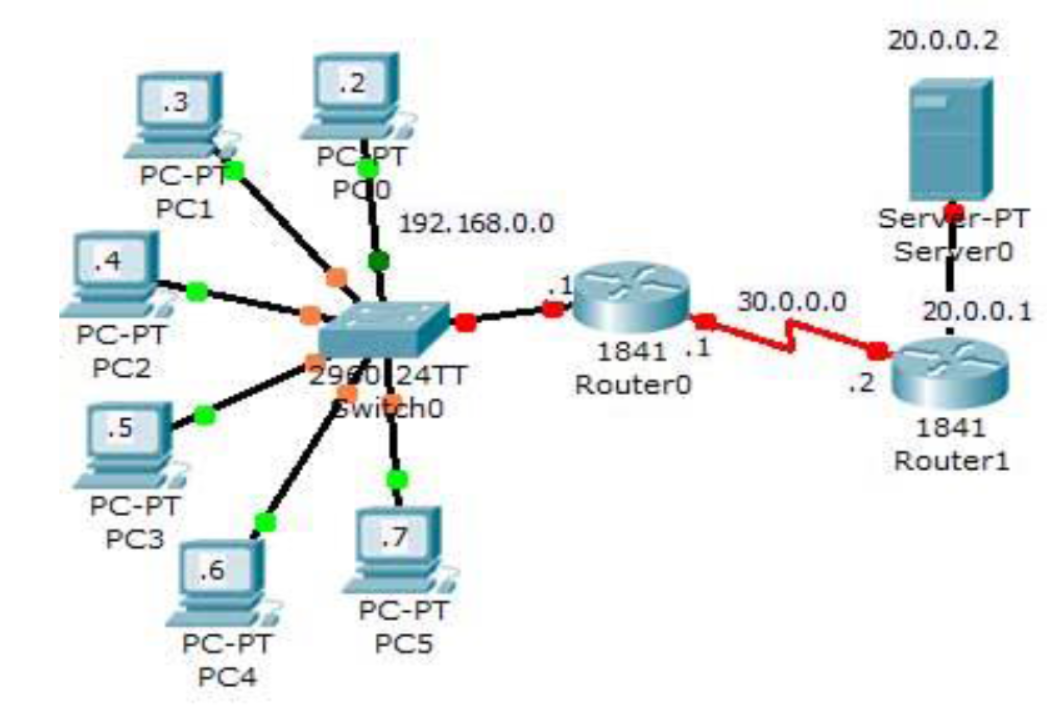 20.0.0.2
.3
.2
PC-PT
PC1
PC-PT
PC0
192.168.0.0
Server-PT
Server0
.4
PC-PT
PC2
.1
30.0.0.0
20.0.0.1
1841
Router0
.1
.2
1841
Router1
2960-24TT
Switch0
.5
PC-PT
PC3
.6
PC-PT
PC4
.7
PC-PT
PC5